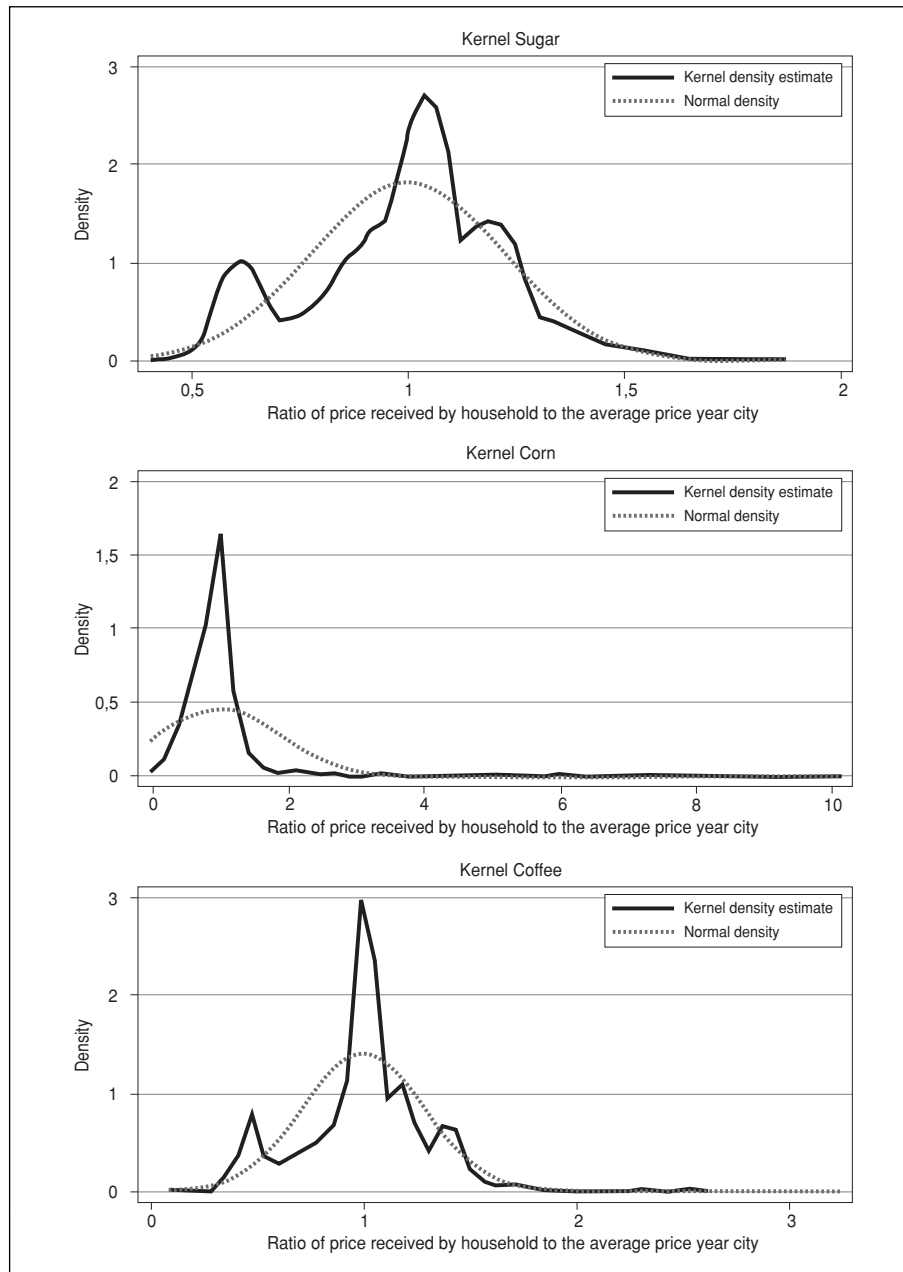 Kernel Sugar
3
2
1
0
Density
Kernel density estimate
Normal density
0,5
1
1,5
2
Ratio of price received by household to the average price year city
Kernel Corn
2
1,5
1
0,5
0
Density
Kernel density estimate
Normal density
0
2
4
6
8
10
Ratio of price received by household to the average price year city
Kernel Coffee
3
2
1
0
Density
Kernel density estimate
Normal density
0
1
2
3
Ratio of price received by household to the average price year city